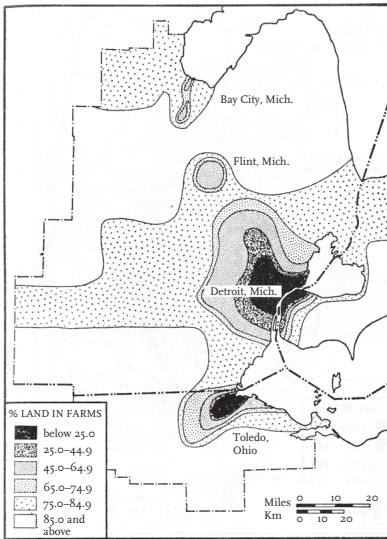 Bay City, Mich.
Flint, Mich.
Detroit, Mich.
Toledo,
Ohio
% LAND IN FARMS
below 25.0
25.0–44.9
45.0–64.9
65.0–74.9
75.0–84.9
85.0 and
above
Miles 0 10 20
Km 0 10 20